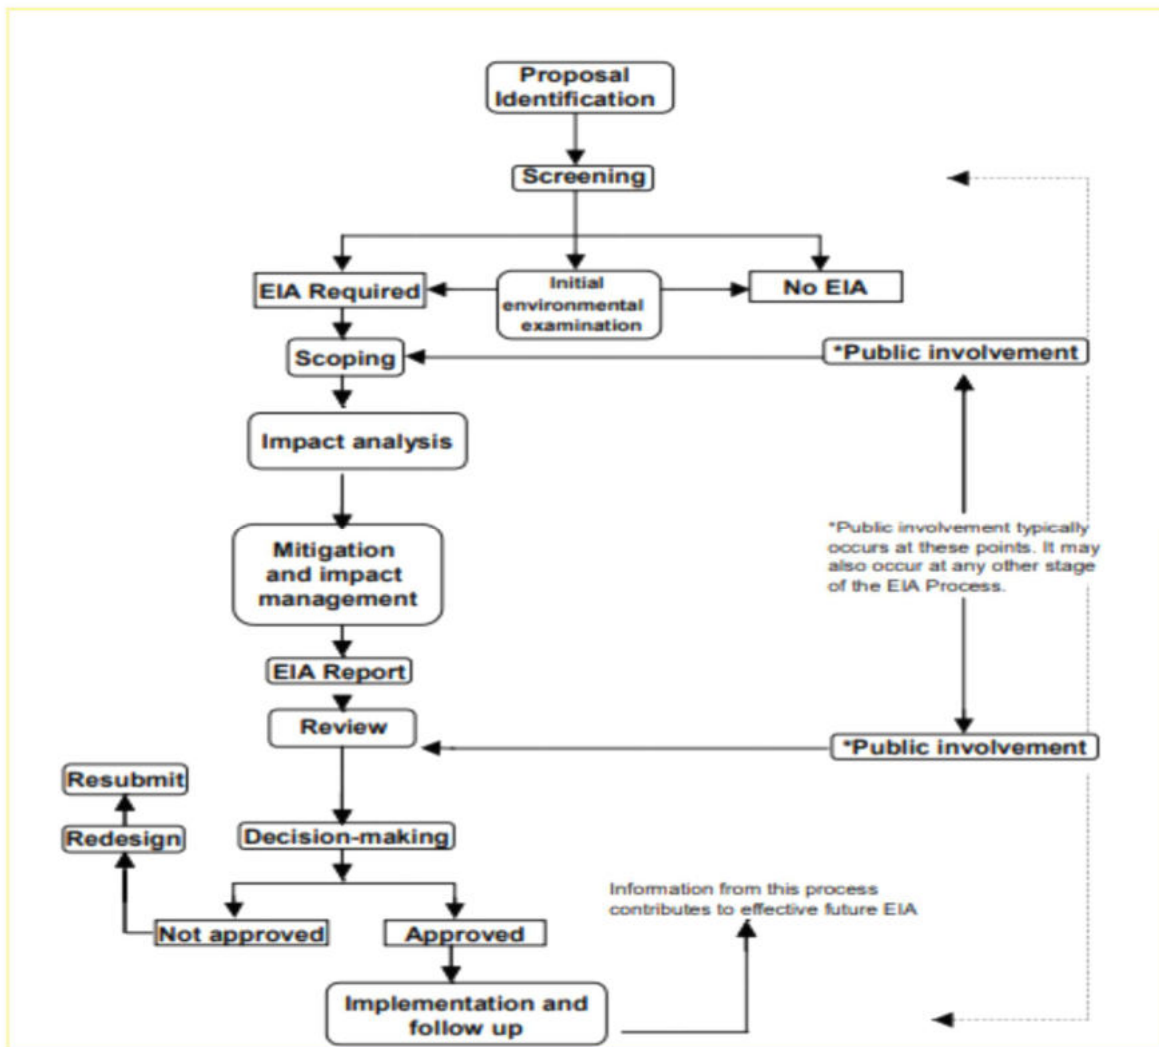 Proposal
Identification
Screening
EIA Required
Initial
environmental
examination
No EIA
Scoping
*Public involvement
Impact analysis
*Public involvement typically
occurs at these points. It may
also occur at any other stage
of the EIA Process.
Mitigation
and impact
management
EIA Report
Review
*Public involvement
Resubmit
Redesign
Decision-making
Information from this process
contributes to effective future EIA
Not approved
Approved
Implementation and
follow up